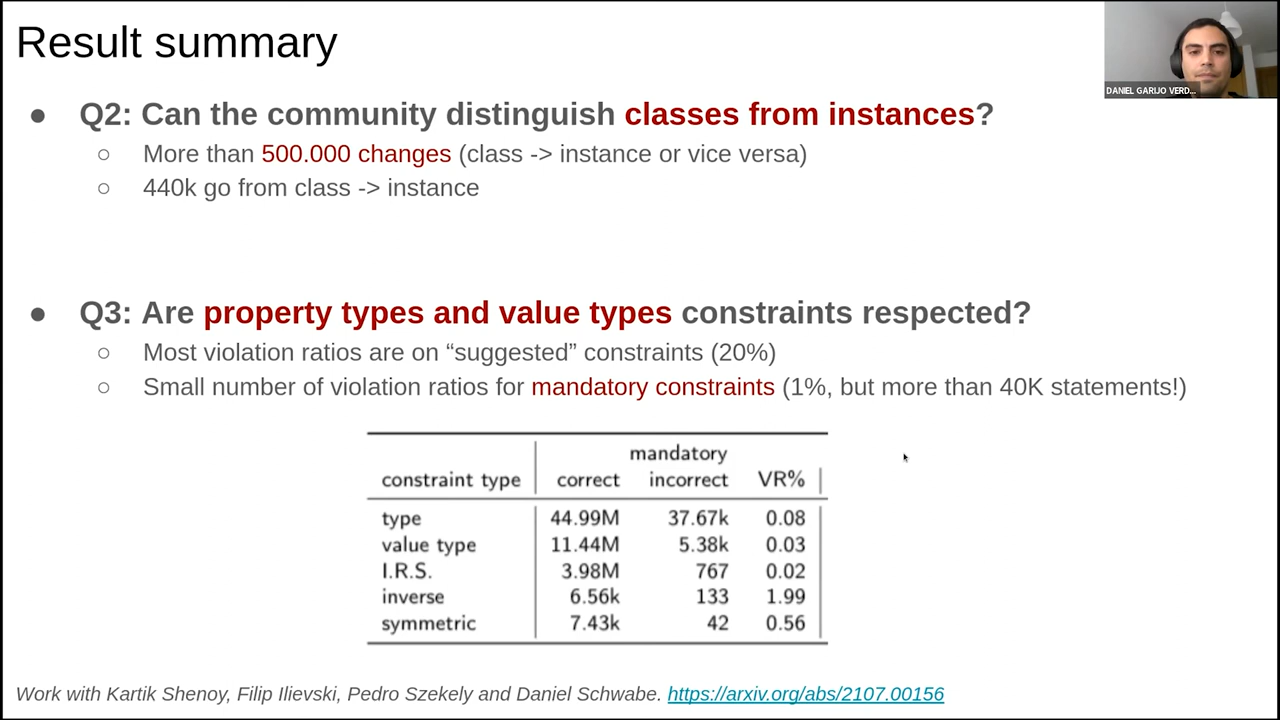 Result summary
DANIEL GARIJO VERD...
● Q2: Can the community distinguish classes from instances?
○ More than 500.000 changes (class -> instance or vice versa)
○ 440k go from class -> instance
● Q3: Are property types and value types constraints respected?
○ Most violation ratios are on “suggested” constraints (20%)
○ Small number of violation ratios for mandatory constraints (1%, but more than 40K statements!)
mandatory
constraint type correct incorrect VR%
type 44.99M 37.67k 0.08
value type 11.44M 5.38k 0.03
I.R.S. 3.98M 767 0.02
inverse 6.56k 133 1.99
symmetric 7.43k 42 0.56
Work with Kartik Shenoy, Filip Ilievski, Pedro Szekely and Daniel Schwabe. https://arxiv.org/abs/2107.00156